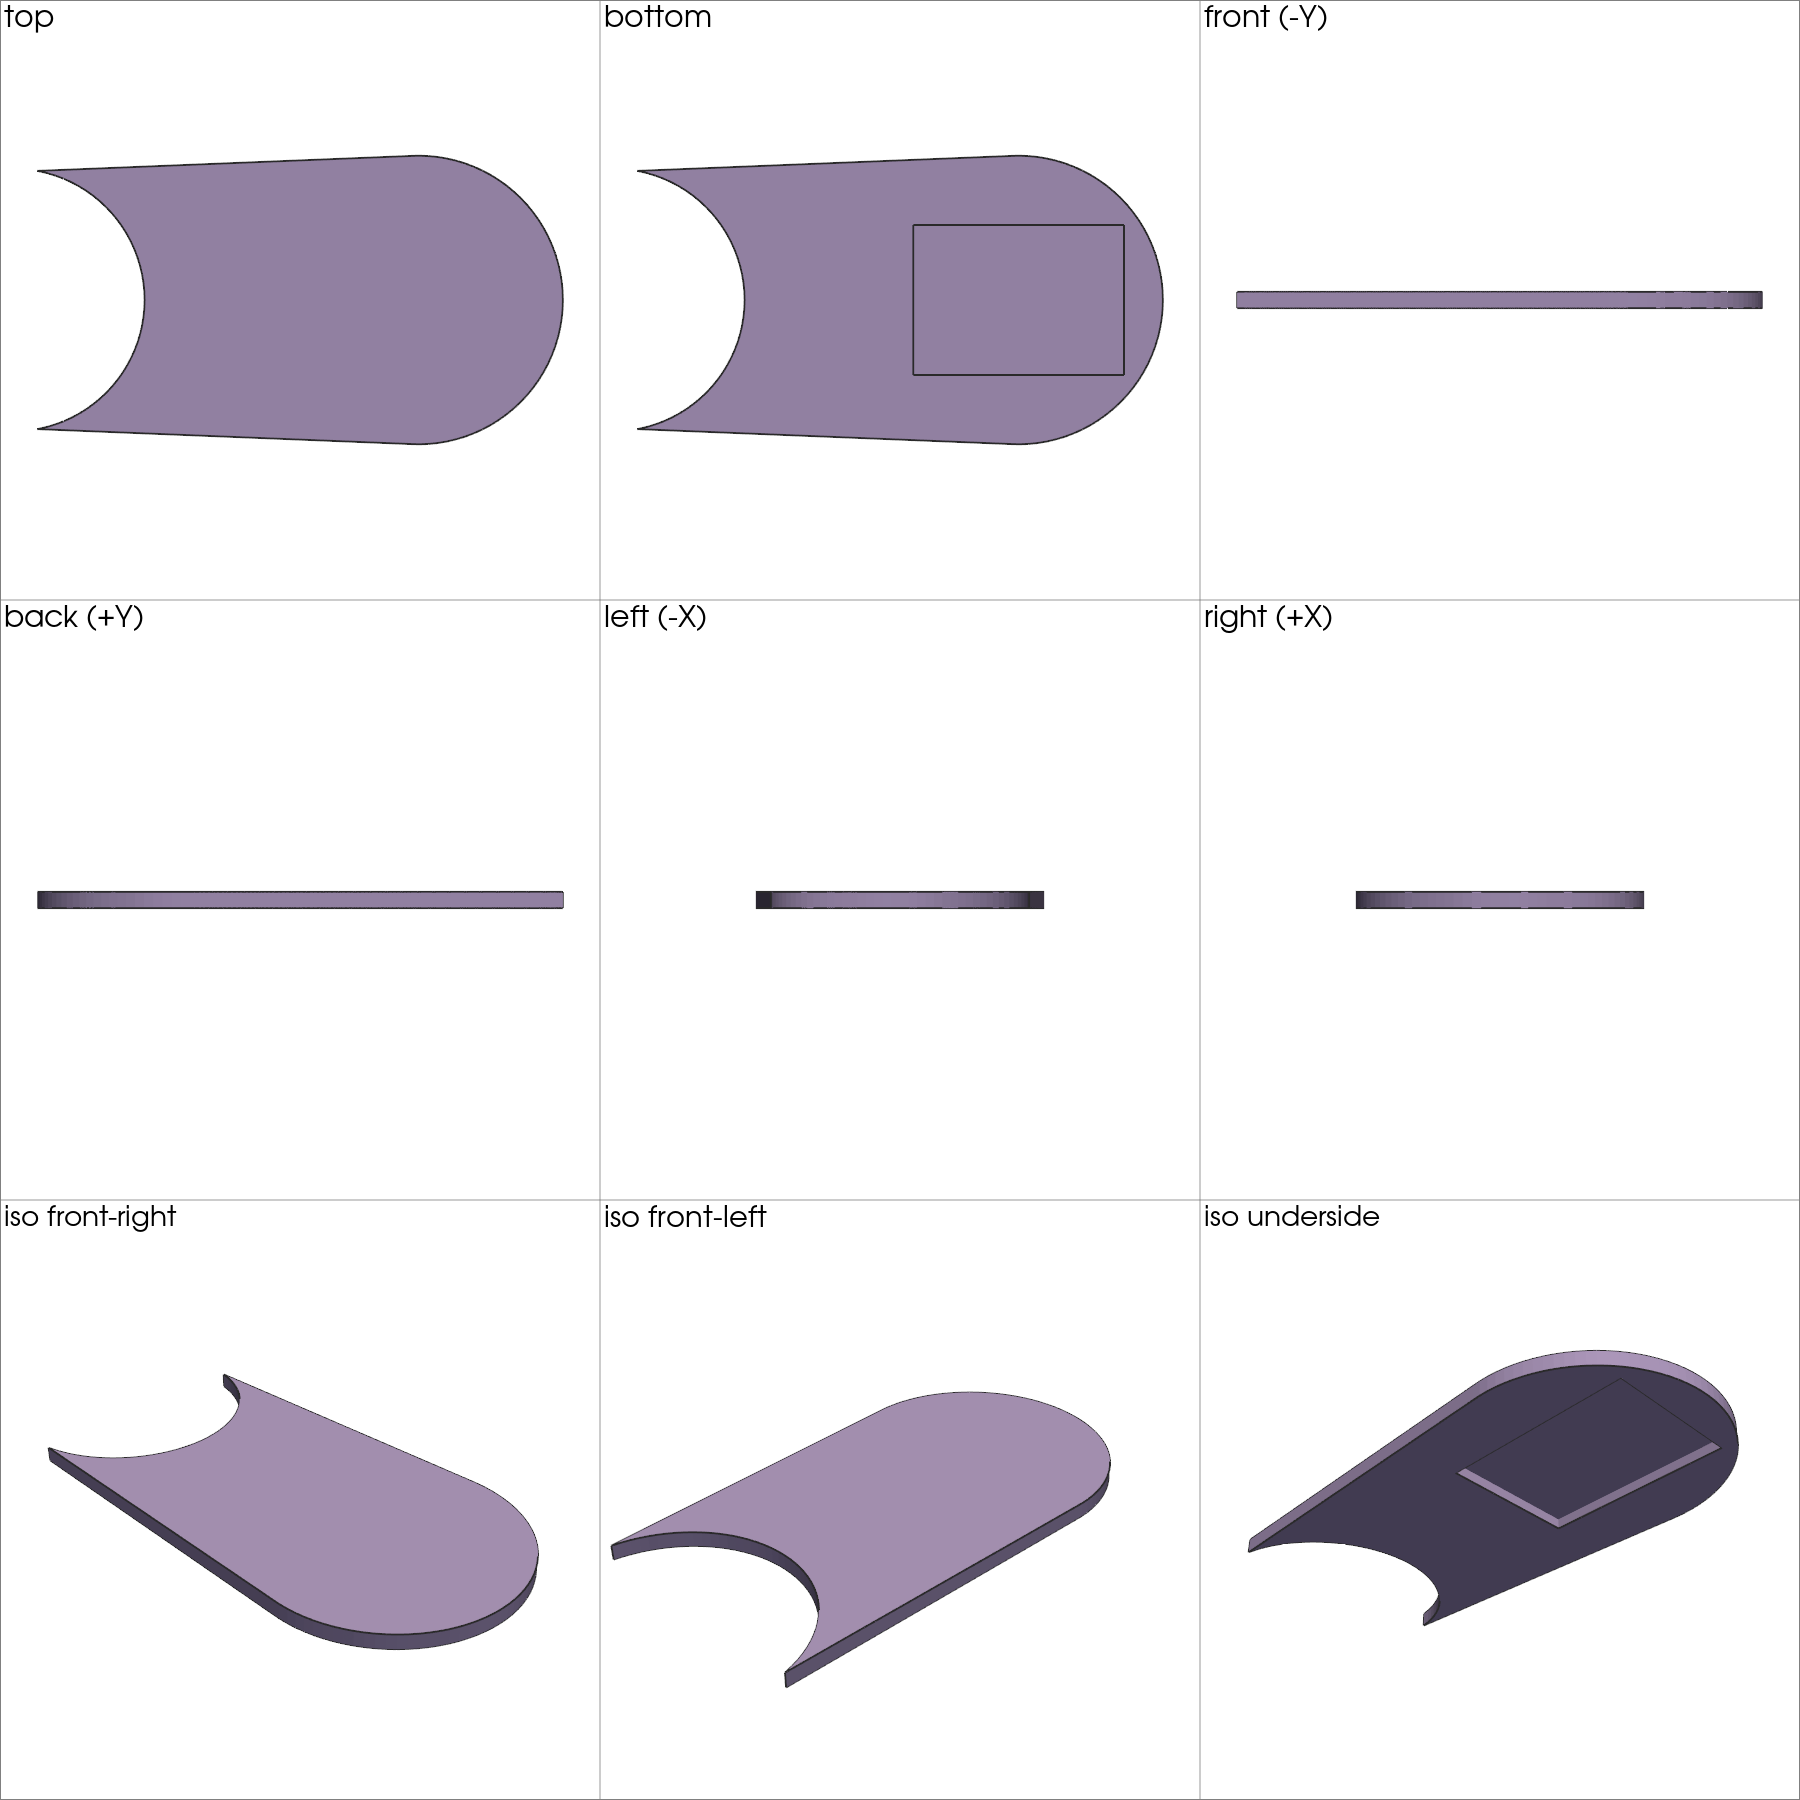 top
bottom
front (-Y)
back (+Y)
left (-X)
right (+X)
iso front-right
iso front-left
iso underside